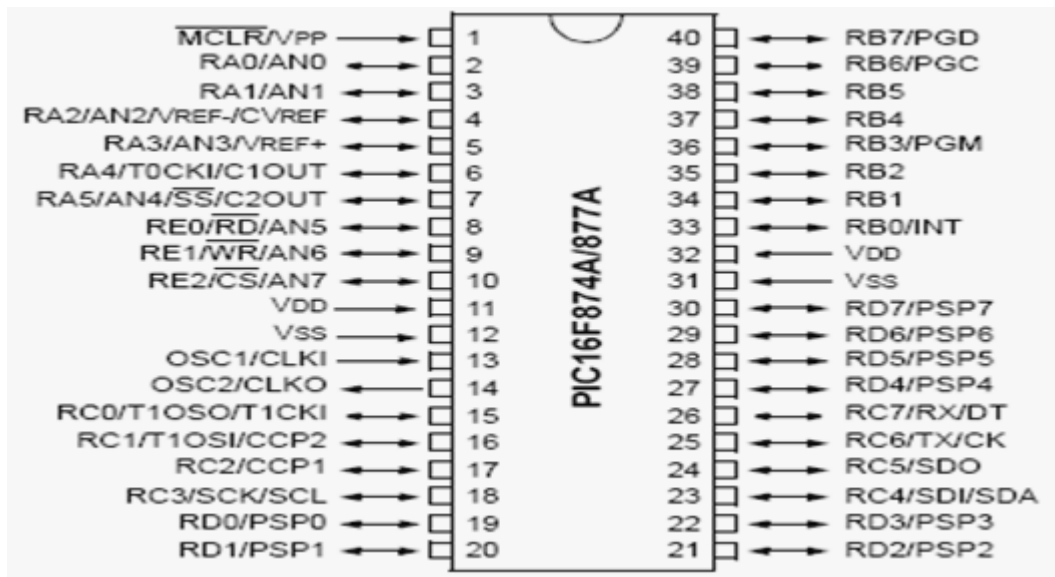 MCLR/VPP 1 40 RB7/PGD
RA0/AN0 2 39 RB6/PGC
RA1/AN1 3 38 RB5
RA2/AN2/VREF-/CVREF 4 37 RB4
RA3/AN3/VREF+ 5 36 RB3/PGM
RA4/T0CKI/C1OUT 6 35 RB2
RA5/AN4/SS/C2OUT 7 34 RB1
RE0/RD/AN5 8 33 RB0/INT
RE1/WR/AN6 9 32 VDD
RE2/CS/AN7 10 31 VSS
VDD 11 30 RD7/PSP7
VSS 12 29 RD6/PSP6
OSC1/CLKI 13 28 RD5/PSP5
OSC2/CLKO 14 27 RD4/PSP4
RC0/T1OSO/T1CKI 15 26 RC7/RX/DT
RC1/T1OSI/CCP2 16 25 RC6/TX/CK
RC2/CCP1 17 24 RC5/SDO
RC3/SCK/SCL 18 23 RC4/SDI/SDA
RD0/PSP0 19 22 RD3/PSP3
RD1/PSP1 20 21 RD2/PSP2
PIC16F874A/877A